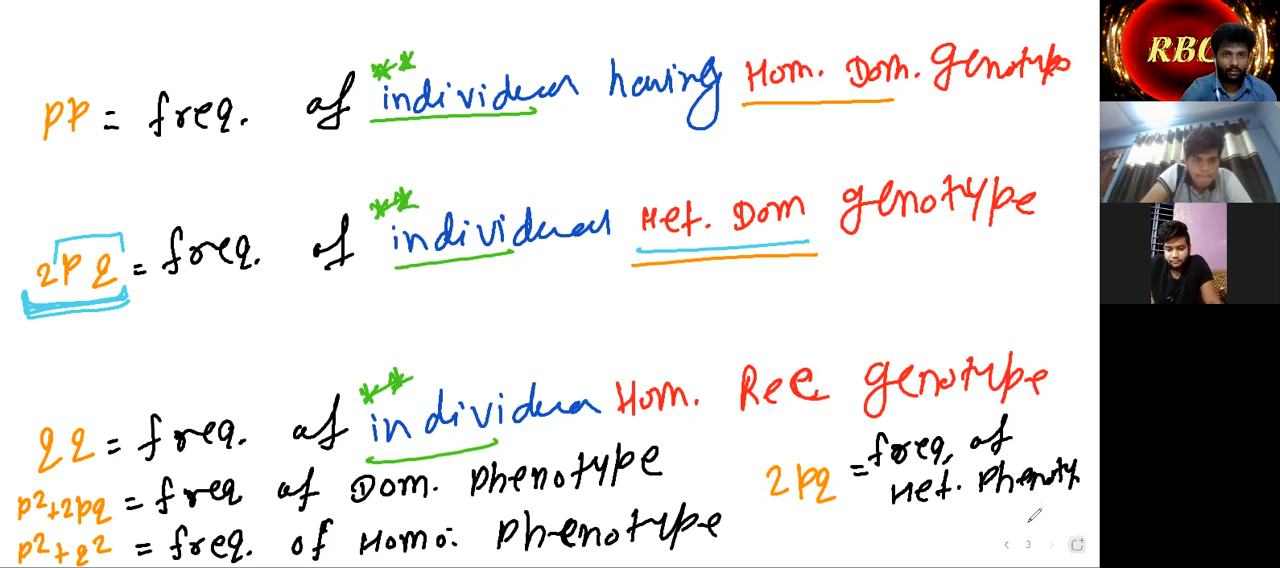 PP = freq. of individual having Hom. Dom. genotype
2Pq = freq. of individual Het. Dom genotype
qq = freq. of individual Hom. Rec. genotype
p²+2pq = freq of Dom. Phenotype
p²+q² = freq. of Homo. Phenotype
2pq = freq. of
Het. Phenoty
RBC
3